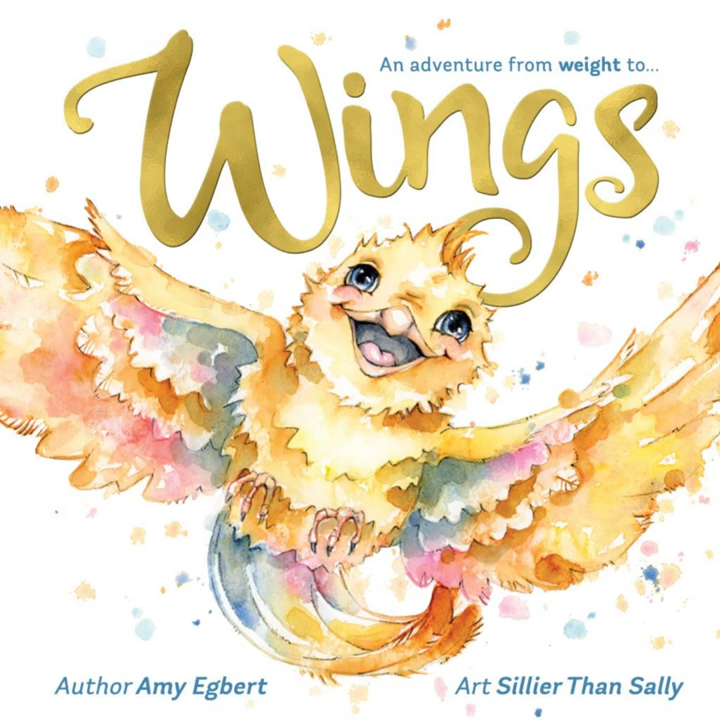 An adventure from weight to...
Wings
Author Amy Egbert
Art Sillier Than Sally